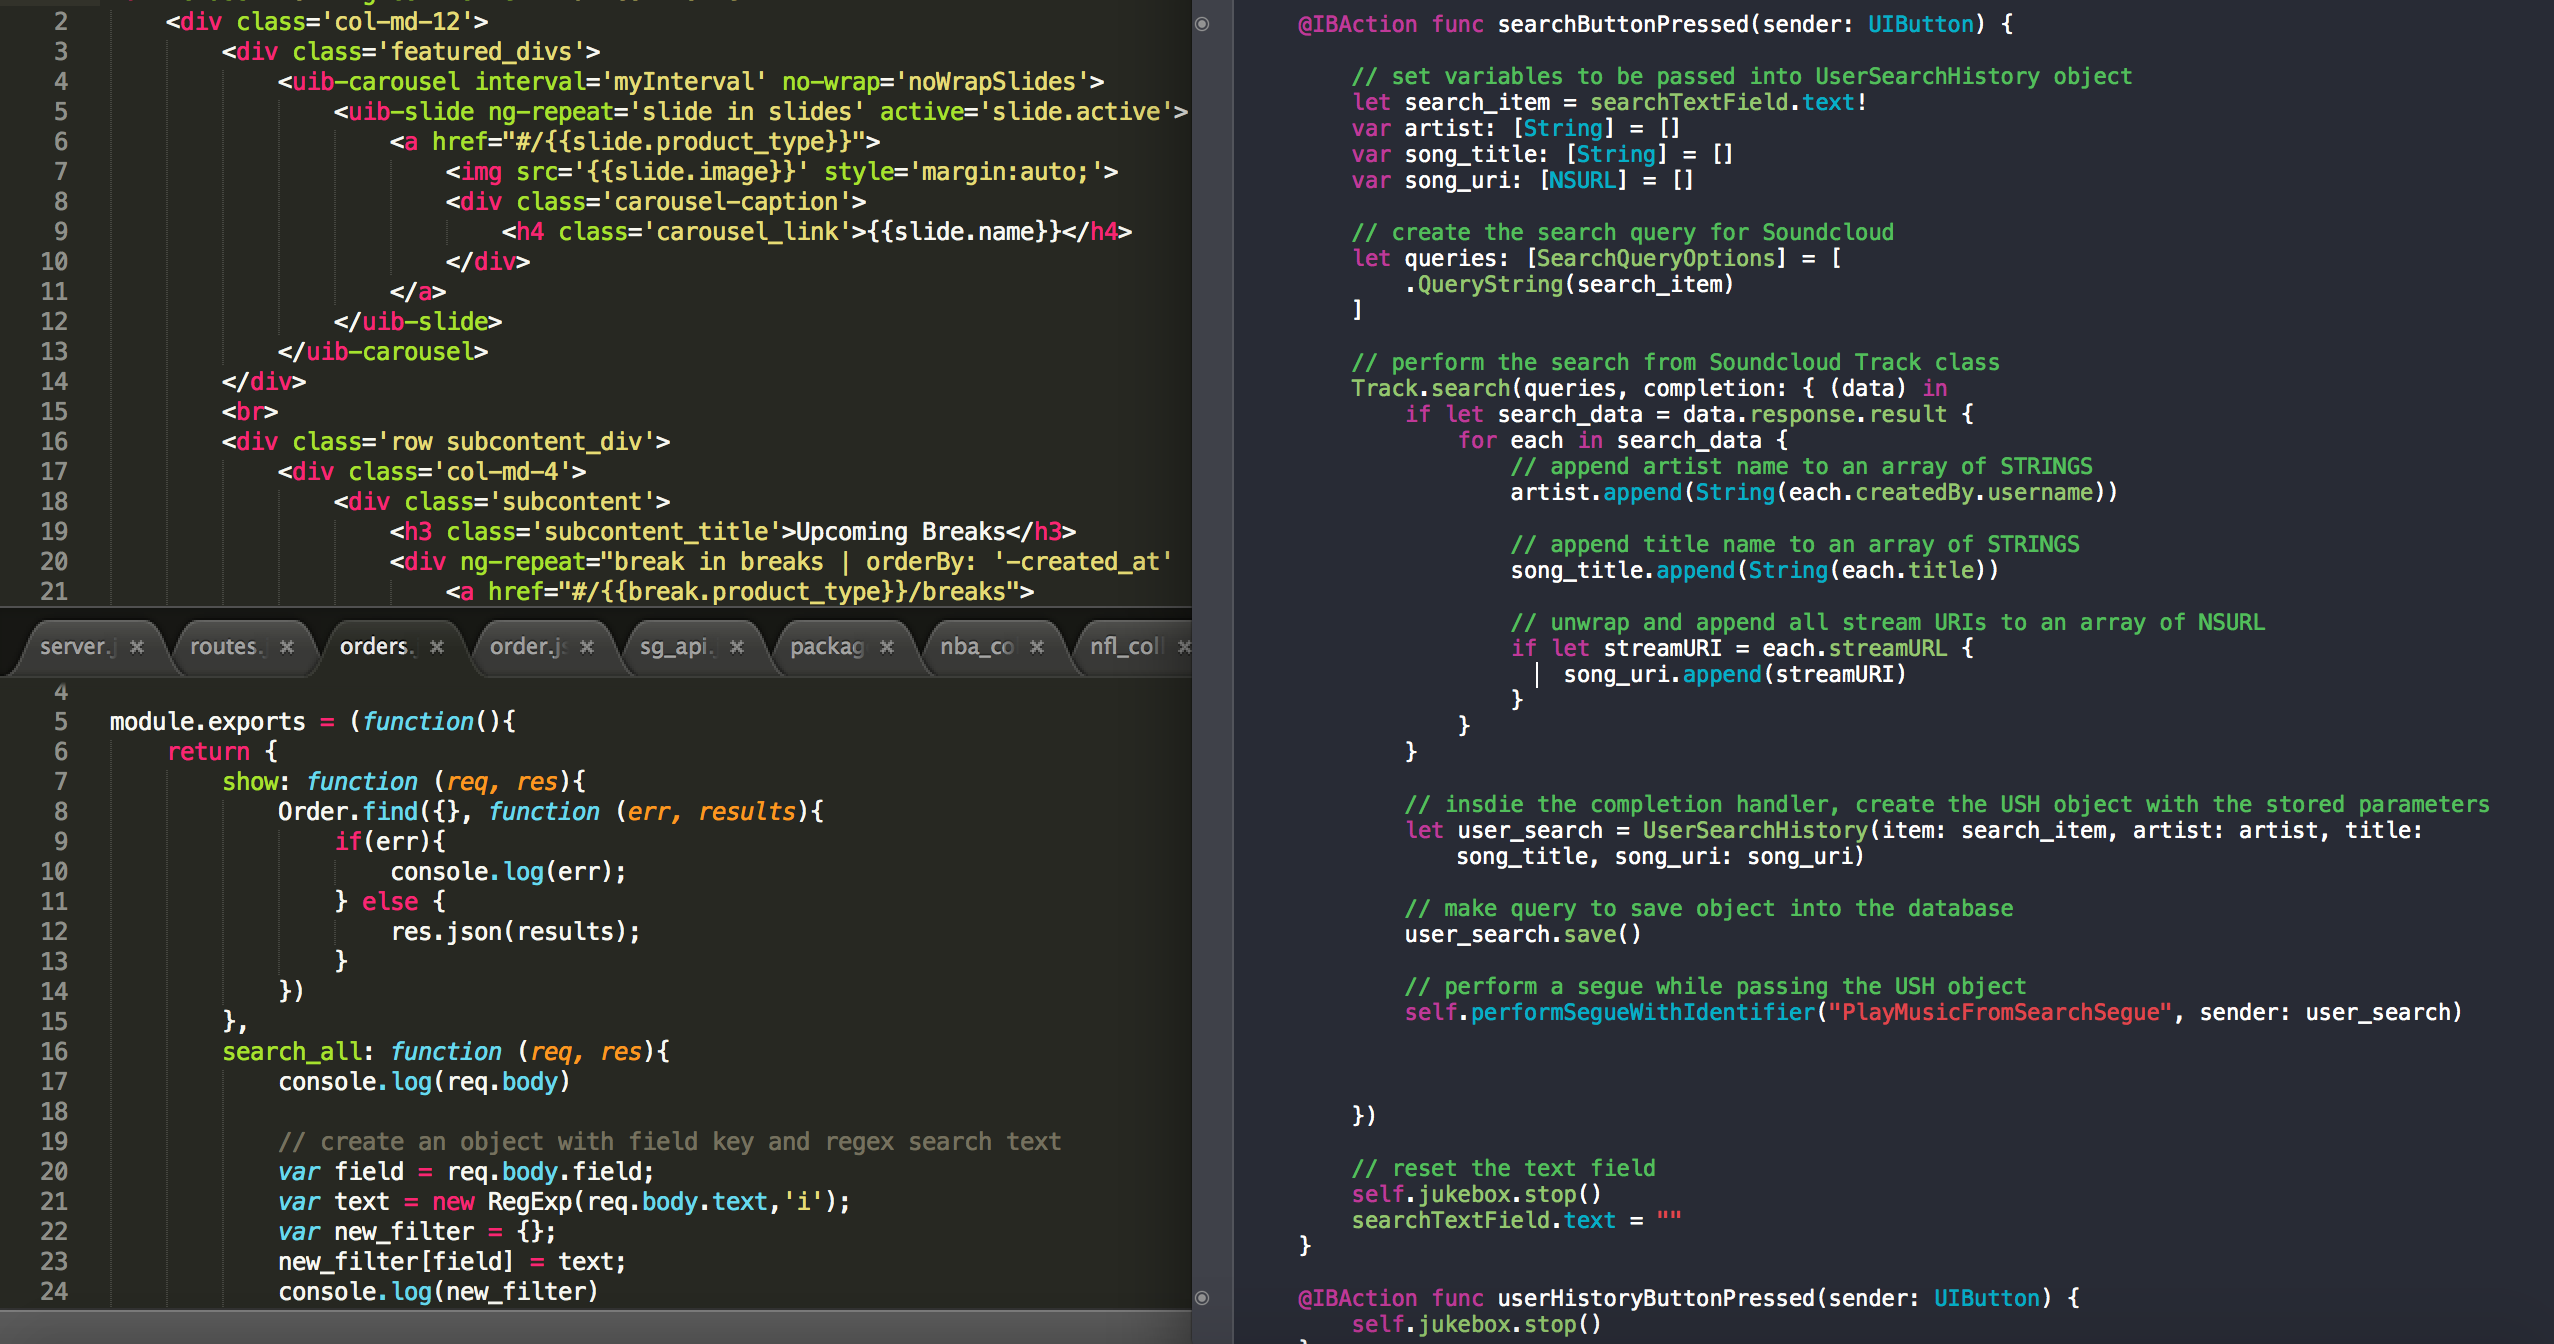 2 <div class='col-md-12'>
3 <div class='featured_divs'>
4 <uib-carousel interval='myInterval' no-wrap='noWrapSlides'>
5 <uib-slide ng-repeat='slide in slides' active='slide.active'>
6 <a href="#/{{slide.product_type}}">
7 <img src='{{slide.image}}' style='margin:auto;'>
8 <div class='carousel-caption'>
9 <h4 class='carousel_link'>{{slide.name}}</h4>
10 </div>
11 </a>
12 </uib-slide>
13 </uib-carousel>
14 </div>
15 <br>
16 <div class='row subcontent_div'>
17 <div class='col-md-4'>
18 <div class='subcontent'>
19 <h3 class='subcontent_title'>Upcoming Breaks</h3>
20 <div ng-repeat="break in breaks | orderBy: '-created_at'
21 <a href="#/{{break.product_type}}/breaks">
server.j × routes. × orders. × order.js × sg_api. × packag × nba_co × nfl_coll ×
4
5 module.exports = (function(){
6 return {
7 show: function (req, res){
8 Order.find({}, function (err, results){
9 if(err){
10 console.log(err);
11 } else {
12 res.json(results);
13 }
14 })
15 },
16 search_all: function (req, res){
17 console.log(req.body)
18
19 // create an object with field key and regex search text
20 var field = req.body.field;
21 var text = new RegExp(req.body.text,'i');
22 var new_filter = {};
23 new_filter[field] = text;
24 console.log(new_filter)
@IBAction func searchButtonPressed(sender: UIButton) {
// set variables to be passed into UserSearchHistory object
let search_item = searchTextField.text!
var artist: [String] = []
var song_title: [String] = []
var song_uri: [NSURL] = []
// create the search query for Soundcloud
let queries: [SearchQueryOptions] = [
.QueryString(search_item)
]
// perform the search from Soundcloud Track class
Track.search(queries, completion: { (data) in
if let search_data = data.response.result {
for each in search_data {
// append artist name to an array of STRINGS
artist.append(String(each.createdBy.username))
// append title name to an array of STRINGS
song_title.append(String(each.title))
// unwrap and append all stream URIs to an array of NSURL
if let streamURI = each.streamURL {
song_uri.append(streamURI)
}
}
}
// insdie the completion handler, create the USH object with the stored parameters
let user_search = UserSearchHistory(item: search_item, artist: artist, title:
song_title, song_uri: song_uri)
// make query to save object into the database
user_search.save()
// perform a segue while passing the USH object
self.performSegueWithIdentifier("PlayMusicFromSearchSegue", sender: user_search)
})
// reset the text field
self.jukebox.stop()
searchTextField.text = ""
}
@IBAction func userHistoryButtonPressed(sender: UIButton) {
self.jukebox.stop()